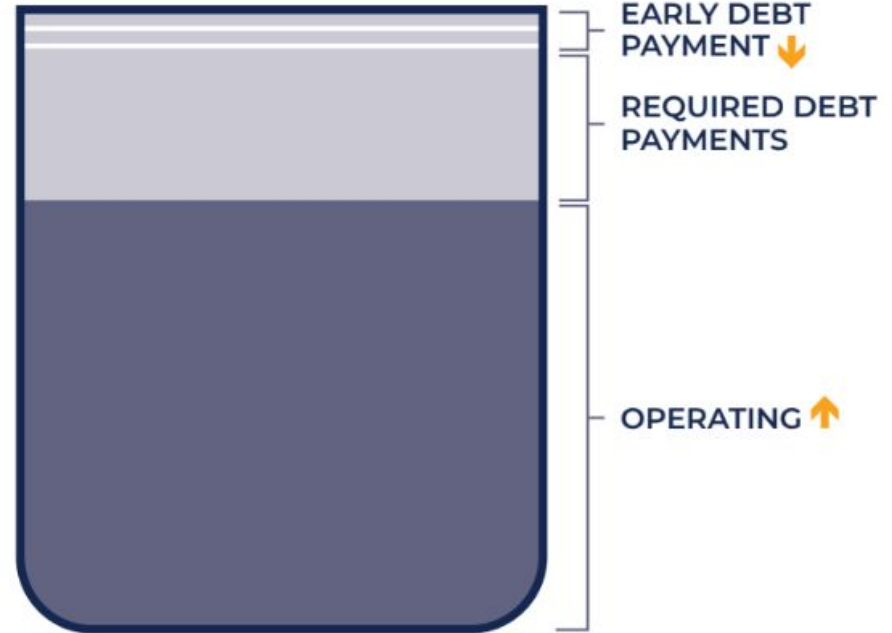 EARLY DEBT
PAYMENT
REQUIRED DEBT
PAYMENTS
OPERATING